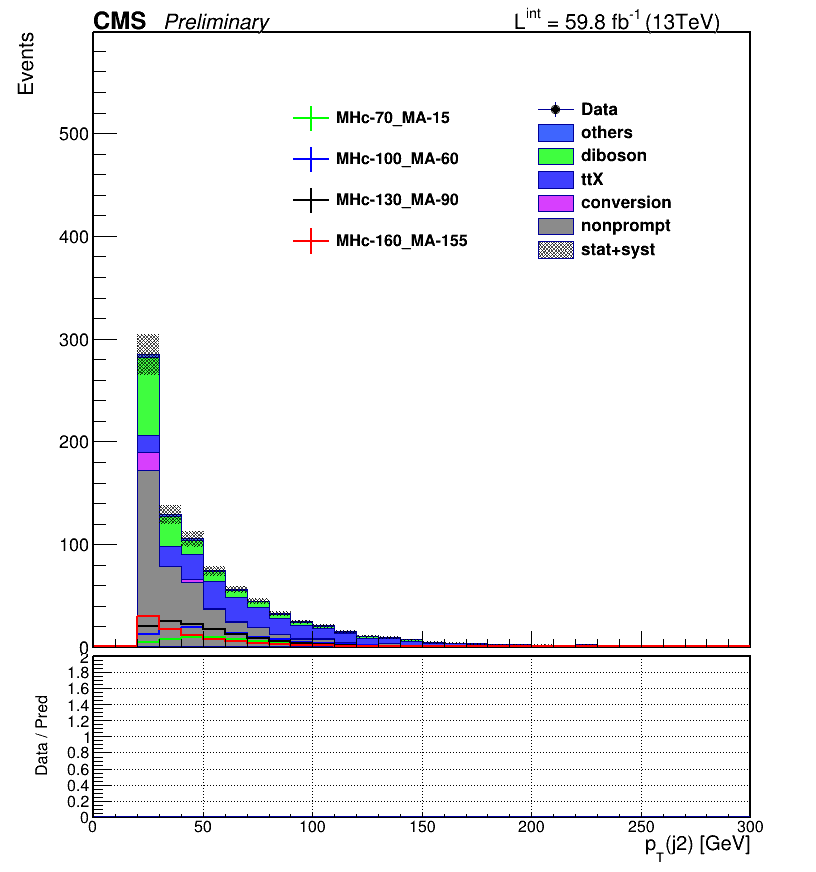 CMS Preliminary L^int = 59.8 fb^-1 (13TeV)
Events
MHc-70_MA-15
MHc-100_MA-60
MHc-130_MA-90
MHc-160_MA-155
Data
others
diboson
ttX
conversion
nonprompt
stat+syst
500
400
300
200
100
0
Data / Pred
2
1.8
1.6
1.4
1.2
1
0.8
0.6
0.4
0.2
0
0 50 100 150 200 250 300
p_T(j2) [GeV]